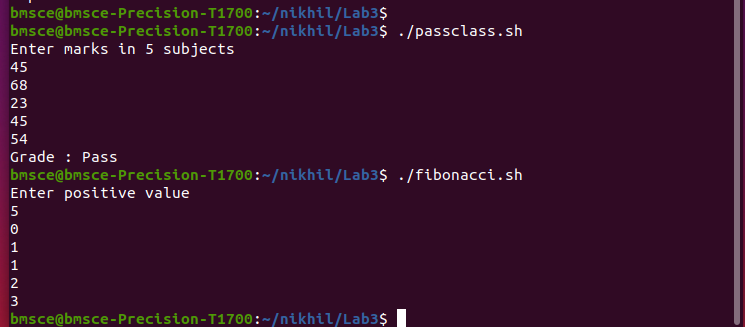 bmsce@bmsce-Precision-T1700:~/nikhil/Lab3$
bmsce@bmsce-Precision-T1700:~/nikhil/Lab3$ ./passclass.sh
Enter marks in 5 subjects
45
68
23
45
54
Grade : Pass
bmsce@bmsce-Precision-T1700:~/nikhil/Lab3$ ./fibonacci.sh
Enter positive value
5
0
1
1
2
3
bmsce@bmsce-Precision-T1700:~/nikhil/Lab3$